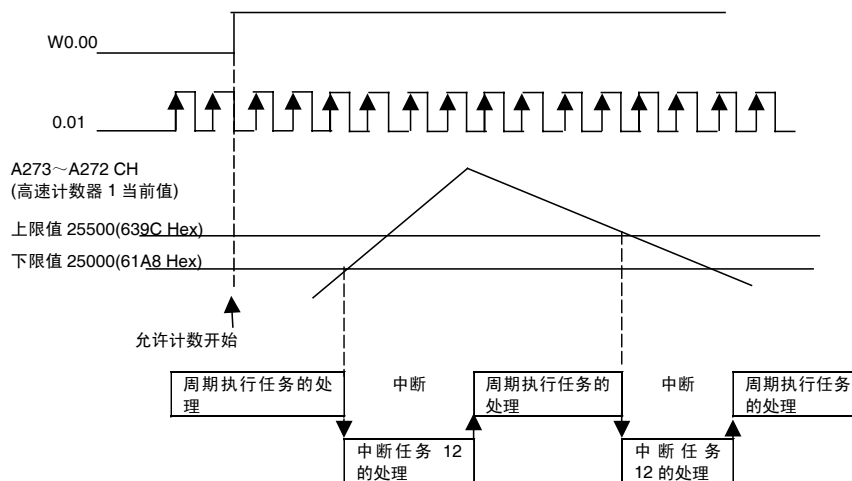 W0.00
0.01
A273～A272 CH
(高速计数器 1 当前值)
上限值 25500(639C Hex)
下限值 25000(61A8 Hex)
允许计数开始
周期执行任务的处
理
中断
周期执行任务的
处理
中断
周期执行任务
的处理
中断任务 12
的处理
中断任务
12 的处理